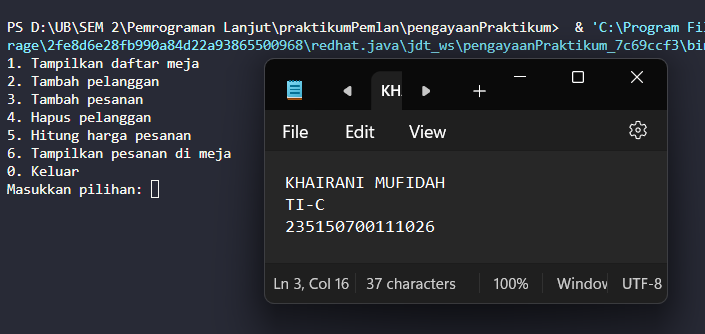 PS D:\UB\SEM 2\Pemrograman Lanjut\praktikumPemlan\pengayaanPraktikum>  & 'C:\Program Fil
rage\2fe8d6e28fb990a84d22a93865500968\redhat.java\jdt_ws\pengayaanPraktikum_7c69ccf3\bin
1. Tampilkan daftar meja
2. Tambah pelanggan
3. Tambah pesanan
4. Hapus pelanggan
5. Hitung harga pesanan
6. Tampilkan pesanan di meja
0. Keluar
Masukkan pilihan:
KHA
File Edit View
KHAIRANI MUFIDAH
TI-C
235150700111026
Ln 3, Col 16 37 characters 100% Window UTF-8